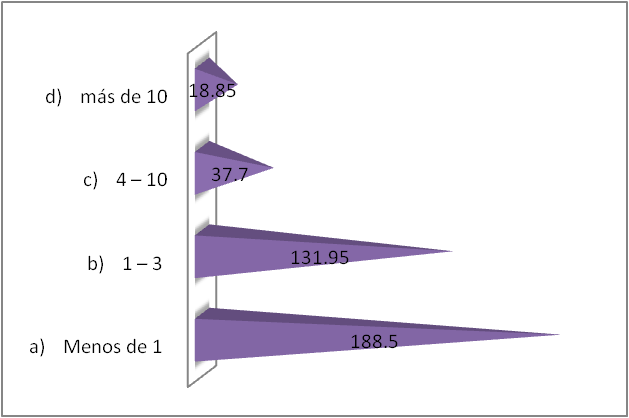 d) más de 10 18.85
c) 4 – 10 37.7
b) 1 – 3 131.95
a) Menos de 1 188.5